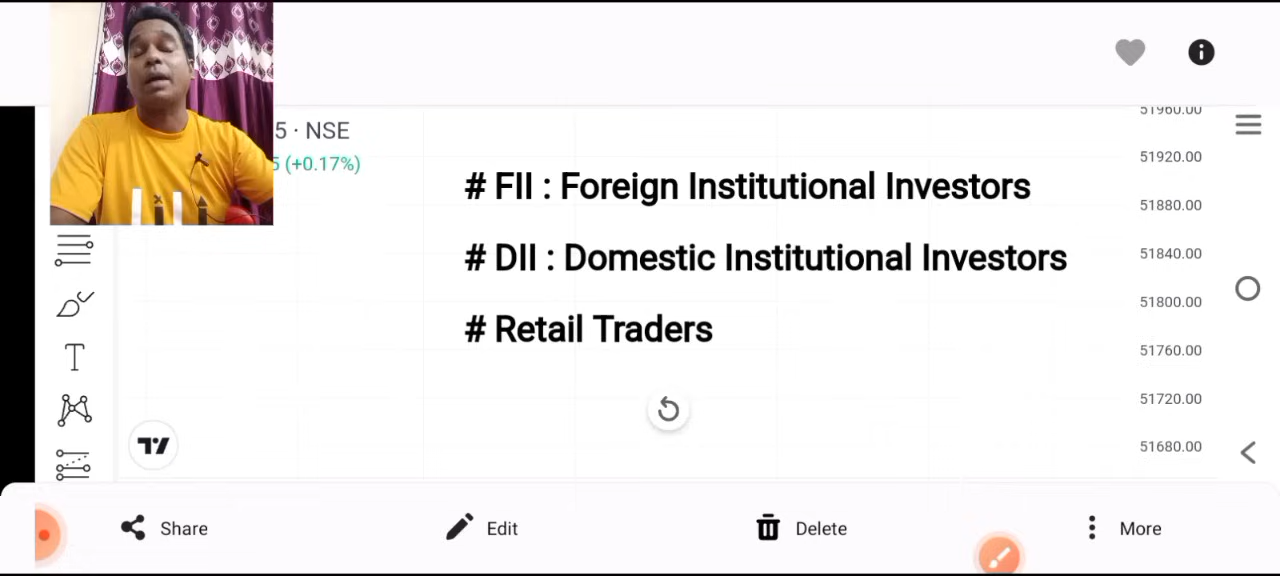 5 · NSE
5 (+0.17%)
# FII : Foreign Institutional Investors
# DII : Domestic Institutional Investors
# Retail Traders
51960.00
51920.00
51880.00
51840.00
51800.00
51760.00
51720.00
51680.00
T
Share
Edit
Delete
More